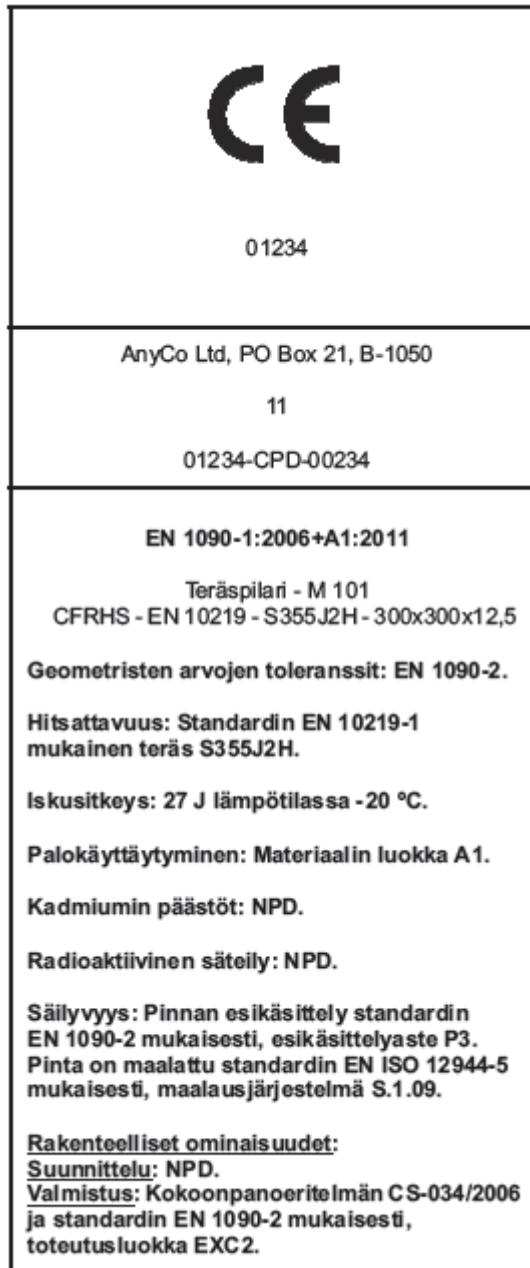 CE
01234
AnyCo Ltd, PO Box 21, B-1050
11
01234-CPD-00234
EN 1090-1:2006+A1:2011
Teräspilari - M 101
CFRHS - EN 10219 - S355J2H - 300x300x12,5
Geometristen arvojen toleranssit: EN 1090-2.
Hitsattavuus: Standardin EN 10219-1
mukainen teräs S355J2H.
Iskusitkeys: 27 J lämpötilassa -20 ºC.
Palokäyttäytyminen: Materiaalin luokka A1.
Kadmiumin päästöt: NPD.
Radioaktiivinen säteily: NPD.
Säilyvyys: Pinnan esikäsittely standardin
EN 1090-2 mukaisesti, esikäsittelyaste P3.
Pinta on maalattu standardin EN ISO 12944-5
mukaisesti, maalausjärjestelmä S.1.09.
Rakenteelliset ominaisuudet:
Suunnittelu: NPD.
Valmistus: Kokoonpanoeritelmän CS-034/2006
ja standardin EN 1090-2 mukaisesti,
toteutusluokka EXC2.